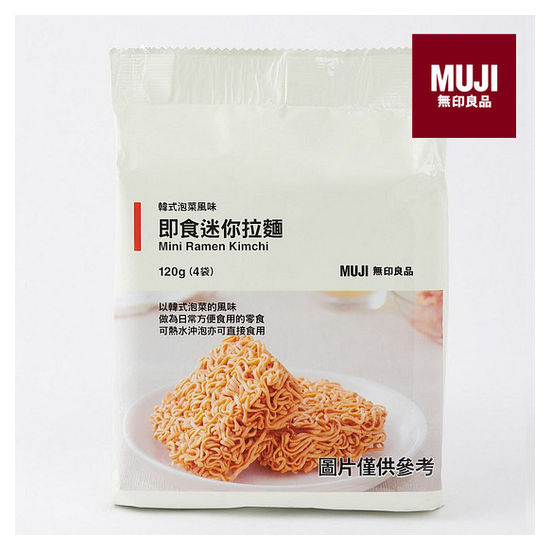 MUJI
無印良品
韓式泡菜風味
即食迷你拉麵
Mini Ramen Kimchi
120g (4袋)
MUJI 無印良品
以韓式泡菜的風味
做為日常方便食用的零食
可熱水沖泡亦可直接食用
圖片僅供參考